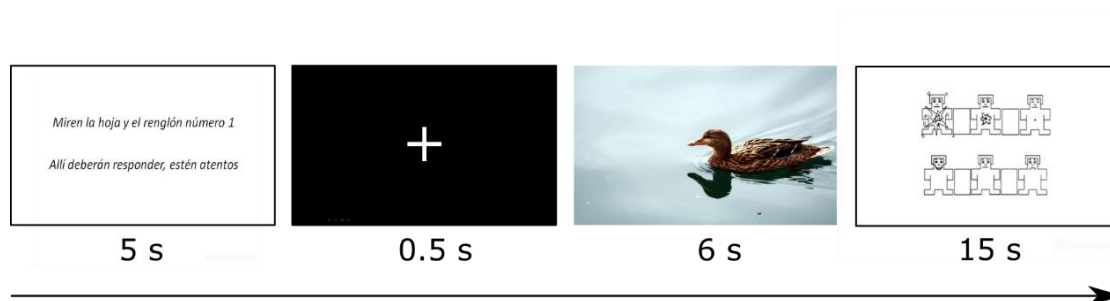 Miren la hoja y el renglón número 1
Allí deberán responder, estén atentos
5 s
0.5 s
6 s
15 s